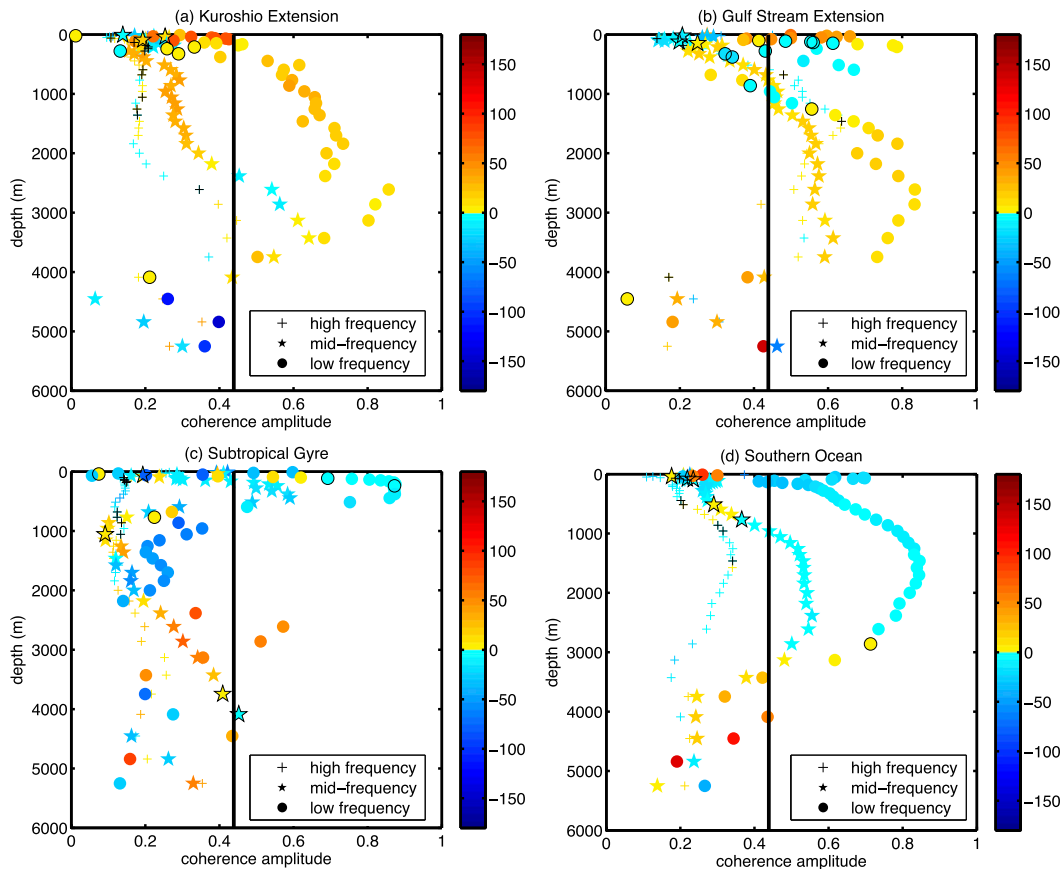 (a) Kuroshio Extension
0
1000
2000
3000
4000
5000
6000
depth (m)
0 0.2 0.4 0.6 0.8 1
coherence amplitude
high frequency
mid−frequency
low frequency
150
100
50
0
−50
−100
−150
(b) Gulf Stream Extension
0
1000
2000
3000
4000
5000
6000
depth (m)
0 0.2 0.4 0.6 0.8 1
coherence amplitude
high frequency
mid−frequency
low frequency
150
100
50
0
−50
−100
−150
(c) Subtropical Gyre
0
1000
2000
3000
4000
5000
6000
depth (m)
0 0.2 0.4 0.6 0.8 1
coherence amplitude
high frequency
mid−frequency
low frequency
150
100
50
0
−50
−100
−150
(d) Southern Ocean
0
1000
2000
3000
4000
5000
6000
depth (m)
0 0.2 0.4 0.6 0.8 1
coherence amplitude
high frequency
mid−frequency
low frequency
150
100
50
0
−50
−100
−150